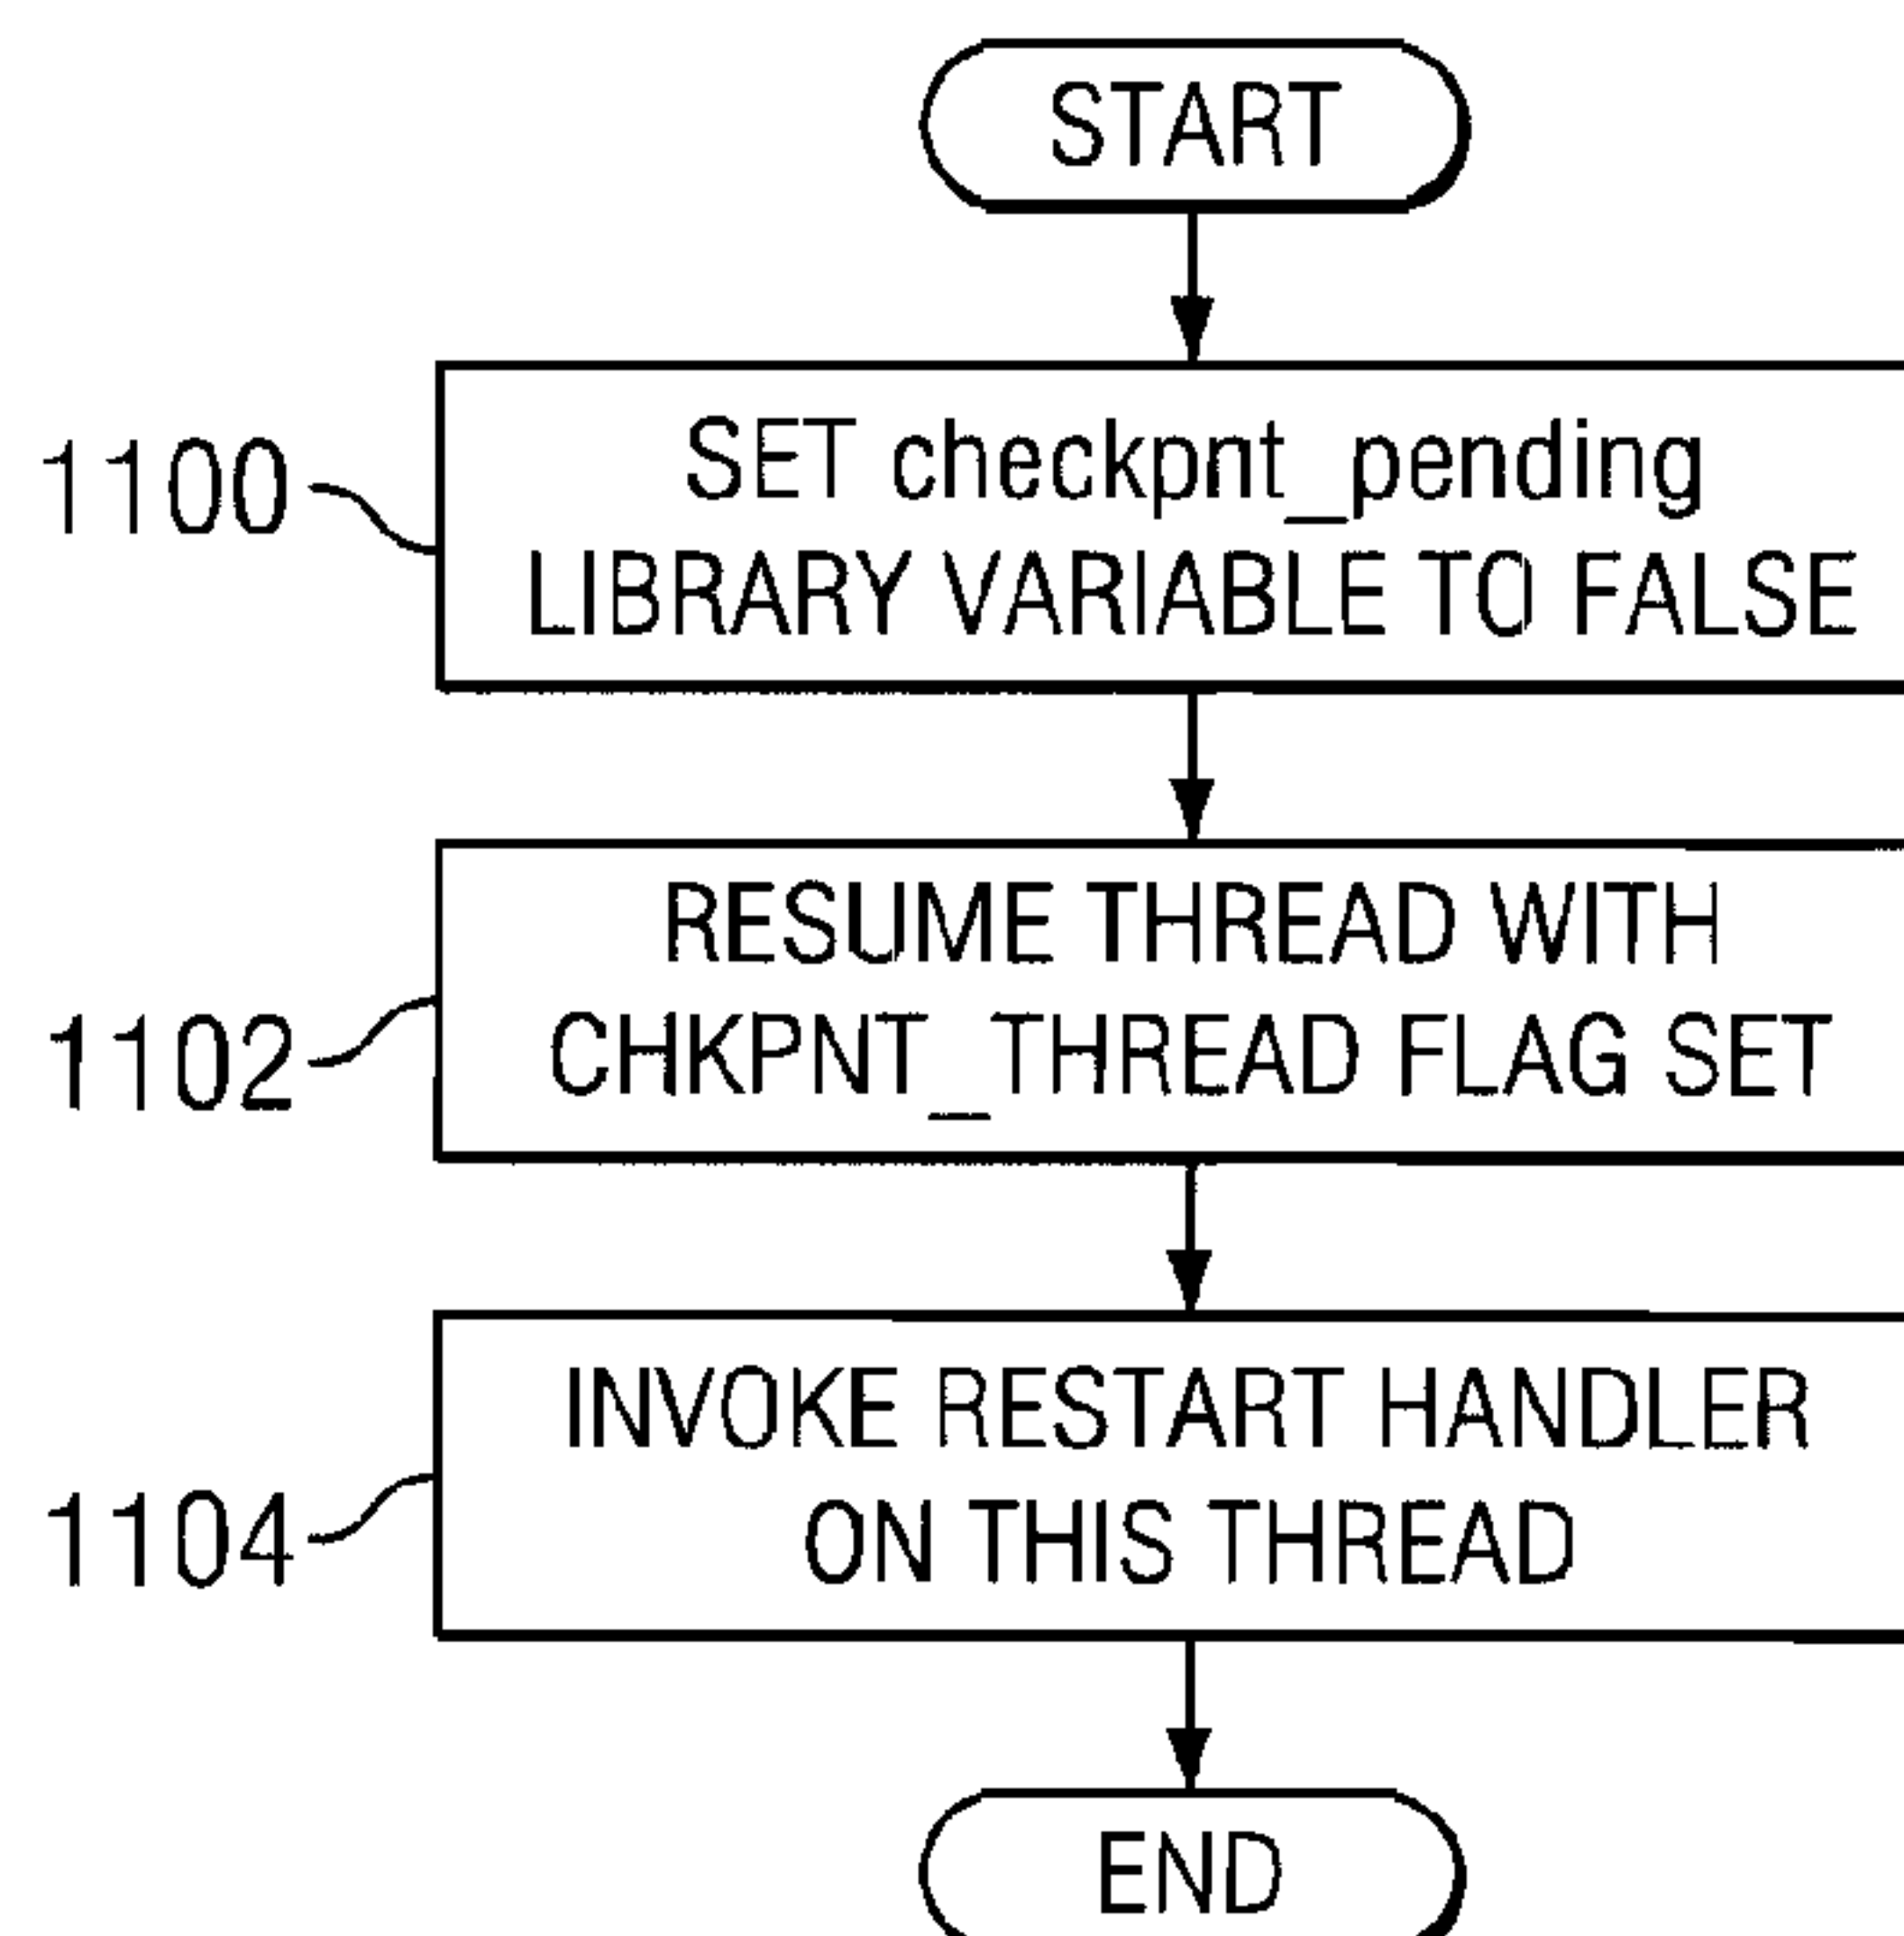 START
1100
SET checkpnt_pending
LIBRARY VARIABLE TO FALSE
1102
RESUME THREAD WITH
CHKPNT_THREAD FLAG SET
1104
INVOKE RESTART HANDLER
ON THIS THREAD
END